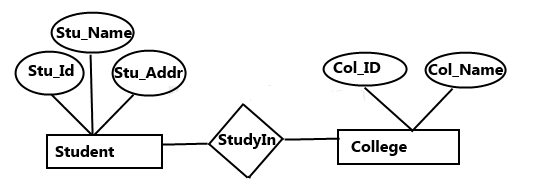 Stu_Name
Stu_Id
Stu_Addr
Col_ID
Col_Name
Student
StudyIn
College